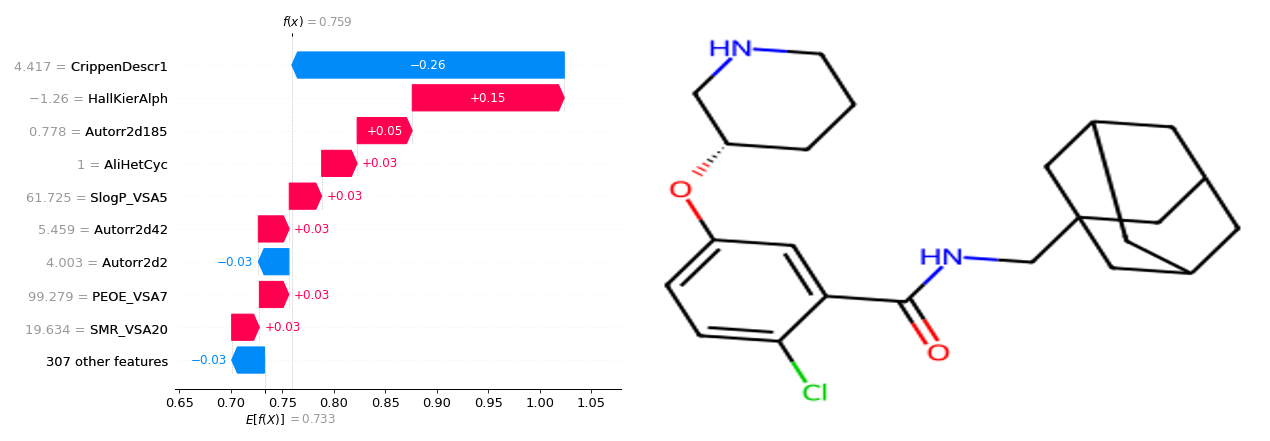 f(x) = 0.759
4.417 = CrippenDescr1
−0.26
−1.26 = HallKierAlph
+0.15
0.778 = Autorr2d185
+0.05
1 = AliHetCyc
+0.03
61.725 = SlogP_VSA5
+0.03
5.459 = Autorr2d42
+0.03
4.003 = Autorr2d2
−0.03
99.279 = PEOE_VSA7
+0.03
19.634 = SMR_VSA20
+0.03
307 other features
−0.03
0.65 0.70 0.75 0.80 0.85 0.90 0.95 1.00 1.05
E[f(X)] = 0.733
HN
O
HN
O
Cl